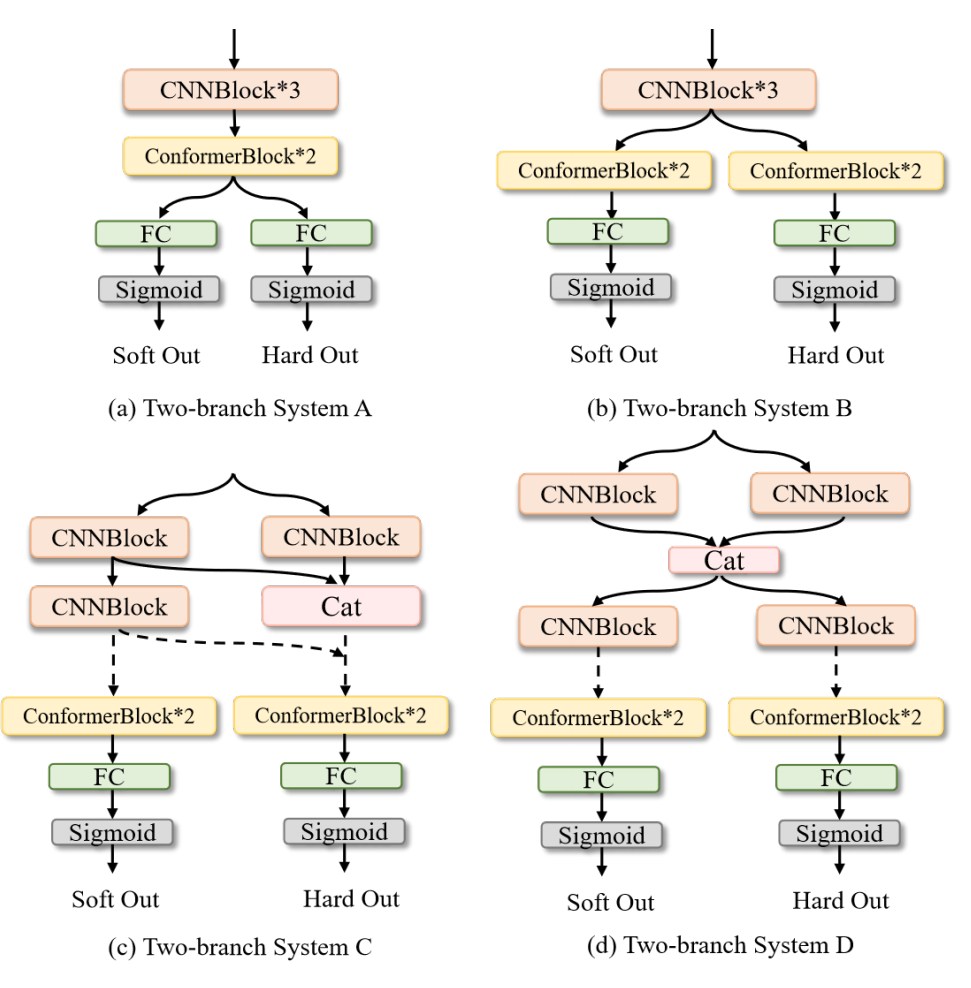 CNNBlock*3
ConformerBlock*2
FC FC
Sigmoid Sigmoid
Soft Out Hard Out
(a) Two-branch System A
CNNBlock*3
ConformerBlock*2 ConformerBlock*2
FC FC
Sigmoid Sigmoid
Soft Out Hard Out
(b) Two-branch System B
CNNBlock CNNBlock
CNNBlock Cat
ConformerBlock*2 ConformerBlock*2
FC FC
Sigmoid Sigmoid
Soft Out Hard Out
(c) Two-branch System C
CNNBlock CNNBlock
Cat
CNNBlock CNNBlock
ConformerBlock*2 ConformerBlock*2
FC FC
Sigmoid Sigmoid
Soft Out Hard Out
(d) Two-branch System D